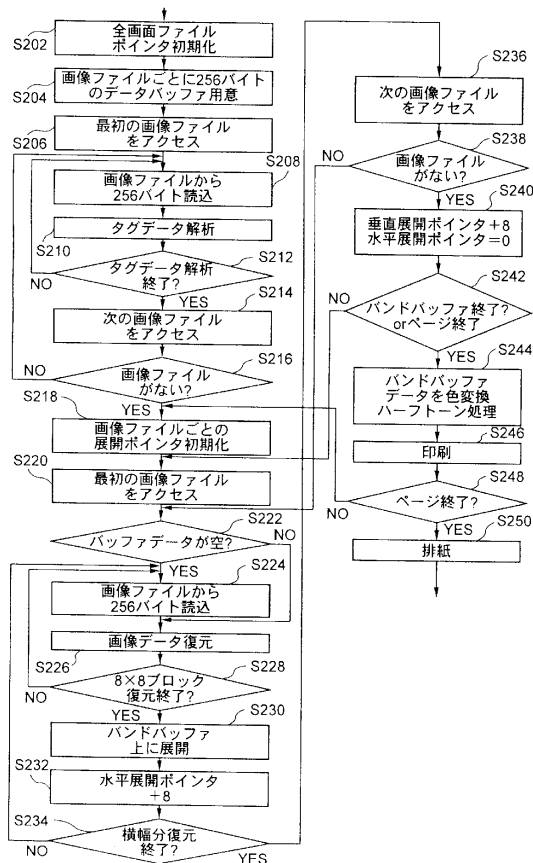 S202
全画面ファイル
ポインタ初期化
S204
画像ファイルごとに256バイト
のデータバッファ用意
S206
最初の画像ファイル
をアクセス
S208
画像ファイルから
256バイト読込
S210
タグデータ解析
S212
タグデータ解析
終了?
NO
YES
S214
次の画像ファイル
をアクセス
S216
画像ファイル
がない?
NO
YES
S218
画像ファイルごとの
展開ポインタ初期化
S220
最初の画像ファイル
をアクセス
S222
バッファデータが空?
NO
YES
S224
画像ファイルから
256バイト読込
画像データ復元
S226
S228
8×8ブロック
復元終了?
NO
YES
S230
バンドバッファ
上に展開
S232
水平展開ポインタ
+8
S234
横幅分復元
終了?
NO
YES
S236
次の画像ファイル
をアクセス
S238
画像ファイル
がない?
NO
YES
S240
垂直展開ポインタ+8
水平展開ポインタ=0
S242
バンドバッファ終了?
orページ終了
NO
YES
S244
バンドバッファ
データを色変換
ハーフトーン処理
S246
印刷
S248
ページ終了?
NO
YES
S250
排紙